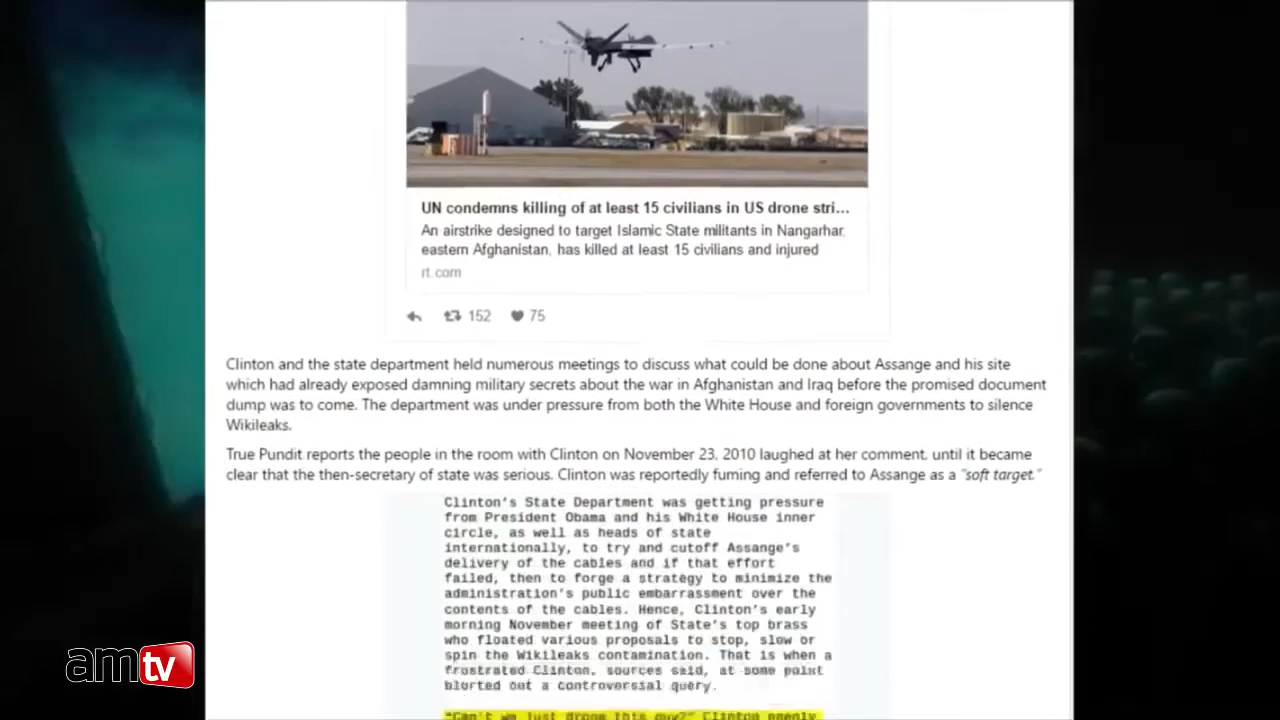 UN condemns killing of at least 15 civilians in US drone stri...
An airstrike designed to target Islamic State militants in Nangarhar,
eastern Afghanistan, has killed at least 15 civilians and injured
rt.com
152 75
Clinton and the state department held numerous meetings to discuss what could be done about Assange and his site
which had already exposed damning military secrets about the war in Afghanistan and Iraq before the promised document
dump was to come. The department was under pressure from both the White House and foreign governments to silence
Wikileaks.
True Pundit reports the people in the room with Clinton on November 23, 2010 laughed at her comment, until it became
clear that the then-secretary of state was serious. Clinton was reportedly fuming and referred to Assange as a "soft target."
Clinton's State Department was getting pressure
from President Obama and his White House inner
circle, as well as heads of state
internationally, to try and cutoff Assange's
delivery of the cables and if that effort
failed, then to forge a strategy to minimize the
administration's public embarrassment over the
contents of the cables. Hence, Clinton's early
morning November meeting of State's top brass
who floated various proposals to stop, slow or
spin the Wikileaks contamination. That is when a
frustrated Clinton, sources said, at some point
blurted out a controversial query.
"Can't we just drone this guy?" Clinton openly
amtv